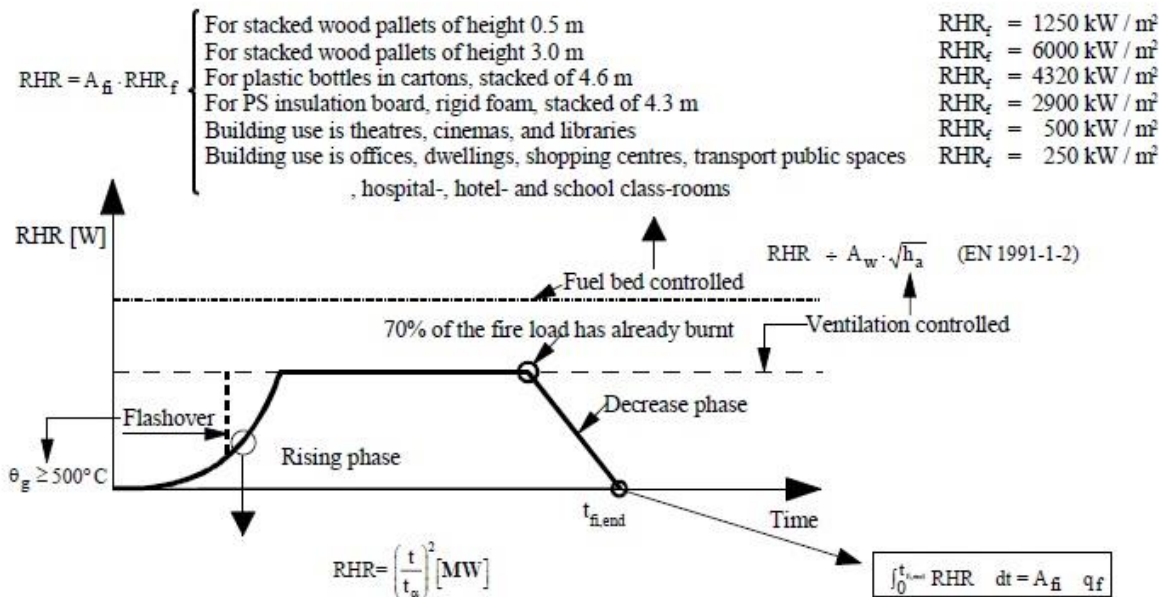 For stacked wood pallets of height 0.5 m RHR_f = 1250 kW / m²
For stacked wood pallets of height 3.0 m RHR_f = 6000 kW / m²
RHR = A_fi · RHR_f
For plastic bottles in cartons, stacked of 4.6 m RHR_f = 4320 kW / m²
For PS insulation board, rigid foam, stacked of 4.3 m RHR_f = 2900 kW / m²
Building use is theatres, cinemas, and libraries RHR_f = 500 kW / m²
Building use is offices, dwellings, shopping centres, transport public spaces RHR_f = 250 kW / m²
, hospital-, hotel- and school class-rooms
RHR [W]
RHR ÷ A_w · √h_a (EN 1991-1-2)
Fuel bed controlled
70% of the fire load has already burnt
Ventilation controlled
Flashover
Decrease phase
Rising phase
θ_g ≥ 500°C
t_fi,end
Time
RHR= (t/t_α)² [MW]
∫₀^t_fi,end RHR dt = A_fi q_f